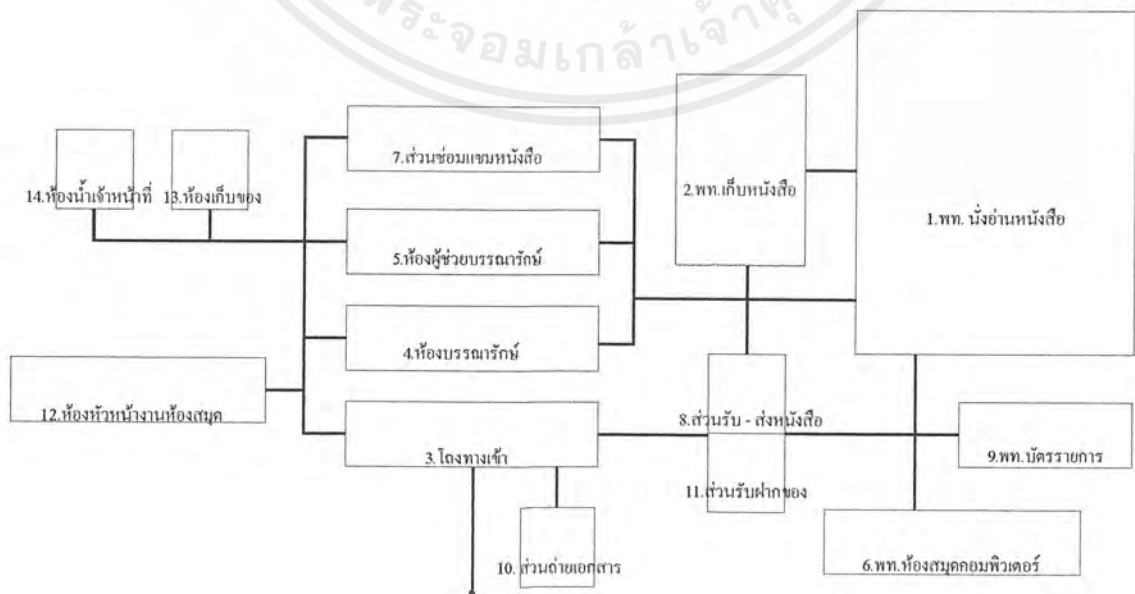 พระจอมเกล้าเจ้าคุ
7.ส่วนซ่อมแซมหนังสือ
14.ห้องน้ำเจ้าหน้าที่ 13.ห้องเก็บของ
2.พท.เก็บหนังสือ
1.พท. นั่งอ่านหนังสือ
5.ห้องผู้ช่วยบรรณารักษ์
4.ห้องบรรณารักษ์
12.ห้องหัวหน้างานห้องสมุด
8.ส่วนรับ - ส่งหนังสือ
3.โถงทางเข้า
9.พท.บัตรรายการ
11.ส่วนรับฝากของ
10. ส่วนถ่ายเอกสาร
6.พท.ห้องสมุดคอมพิวเตอร์